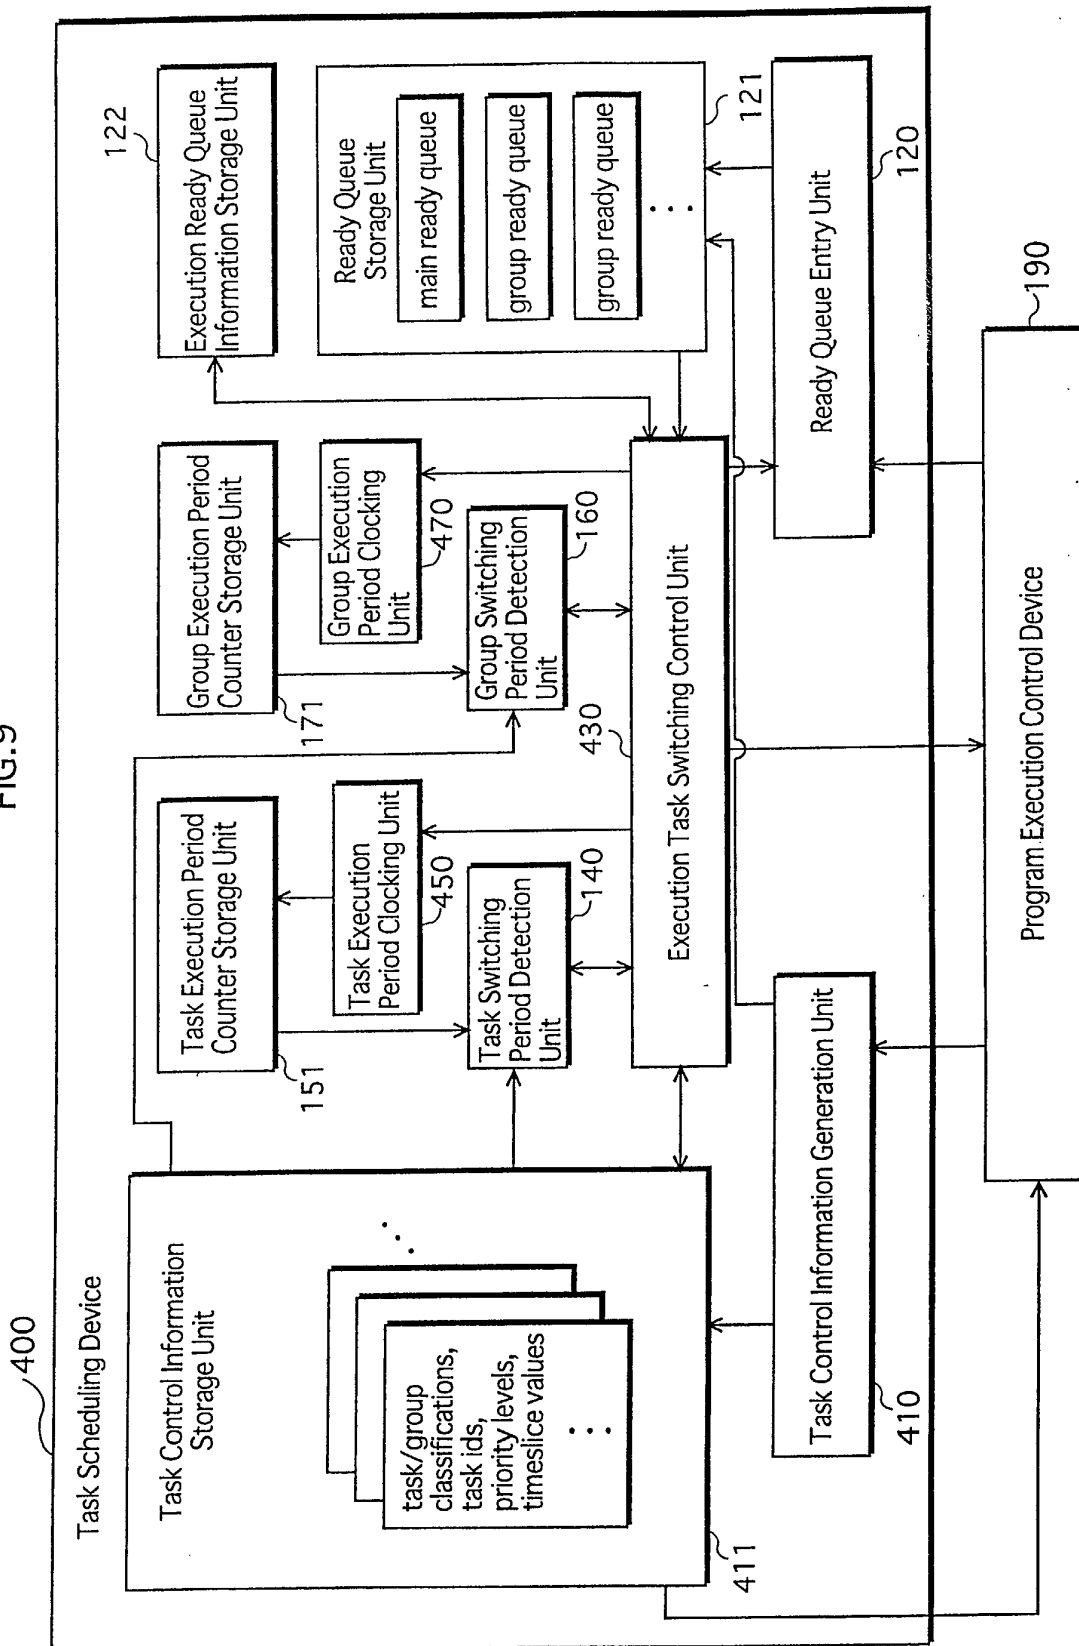 FIG.9
400
Task Scheduling Device
Task Control Information
Storage Unit
task/group
classifications,
task ids,
priority levels,
timeslice values
411
Task Execution Period
Counter Storage Unit
151
Task Execution
Period Clocking Unit
450
Task Switching
Period Detection
Unit
140
Group Execution Period
Counter Storage Unit
171
Group Execution
Period Clocking
Unit
470
Group Switching
Period Detection
Unit
160
Execution Ready Queue
Information Storage Unit
122
Ready Queue
Storage Unit
main ready queue
group ready queue
group ready queue
121
430
Execution Task Switching Control Unit
Task Control Information Generation Unit
410
Ready Queue Entry Unit
120
Program Execution Control Device
190